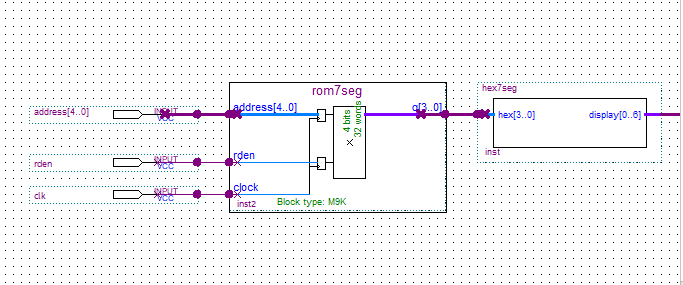 rom7seg
hex7seg
address[4..0]
INPUT
VCC
address[4..0]
q[3..0]
4 bits
32 words
hex[3..0]
display[0..6]
inst
rden
INPUT
VCC
rden
clk
INPUT
VCC
clock
inst2
Block type: M9K